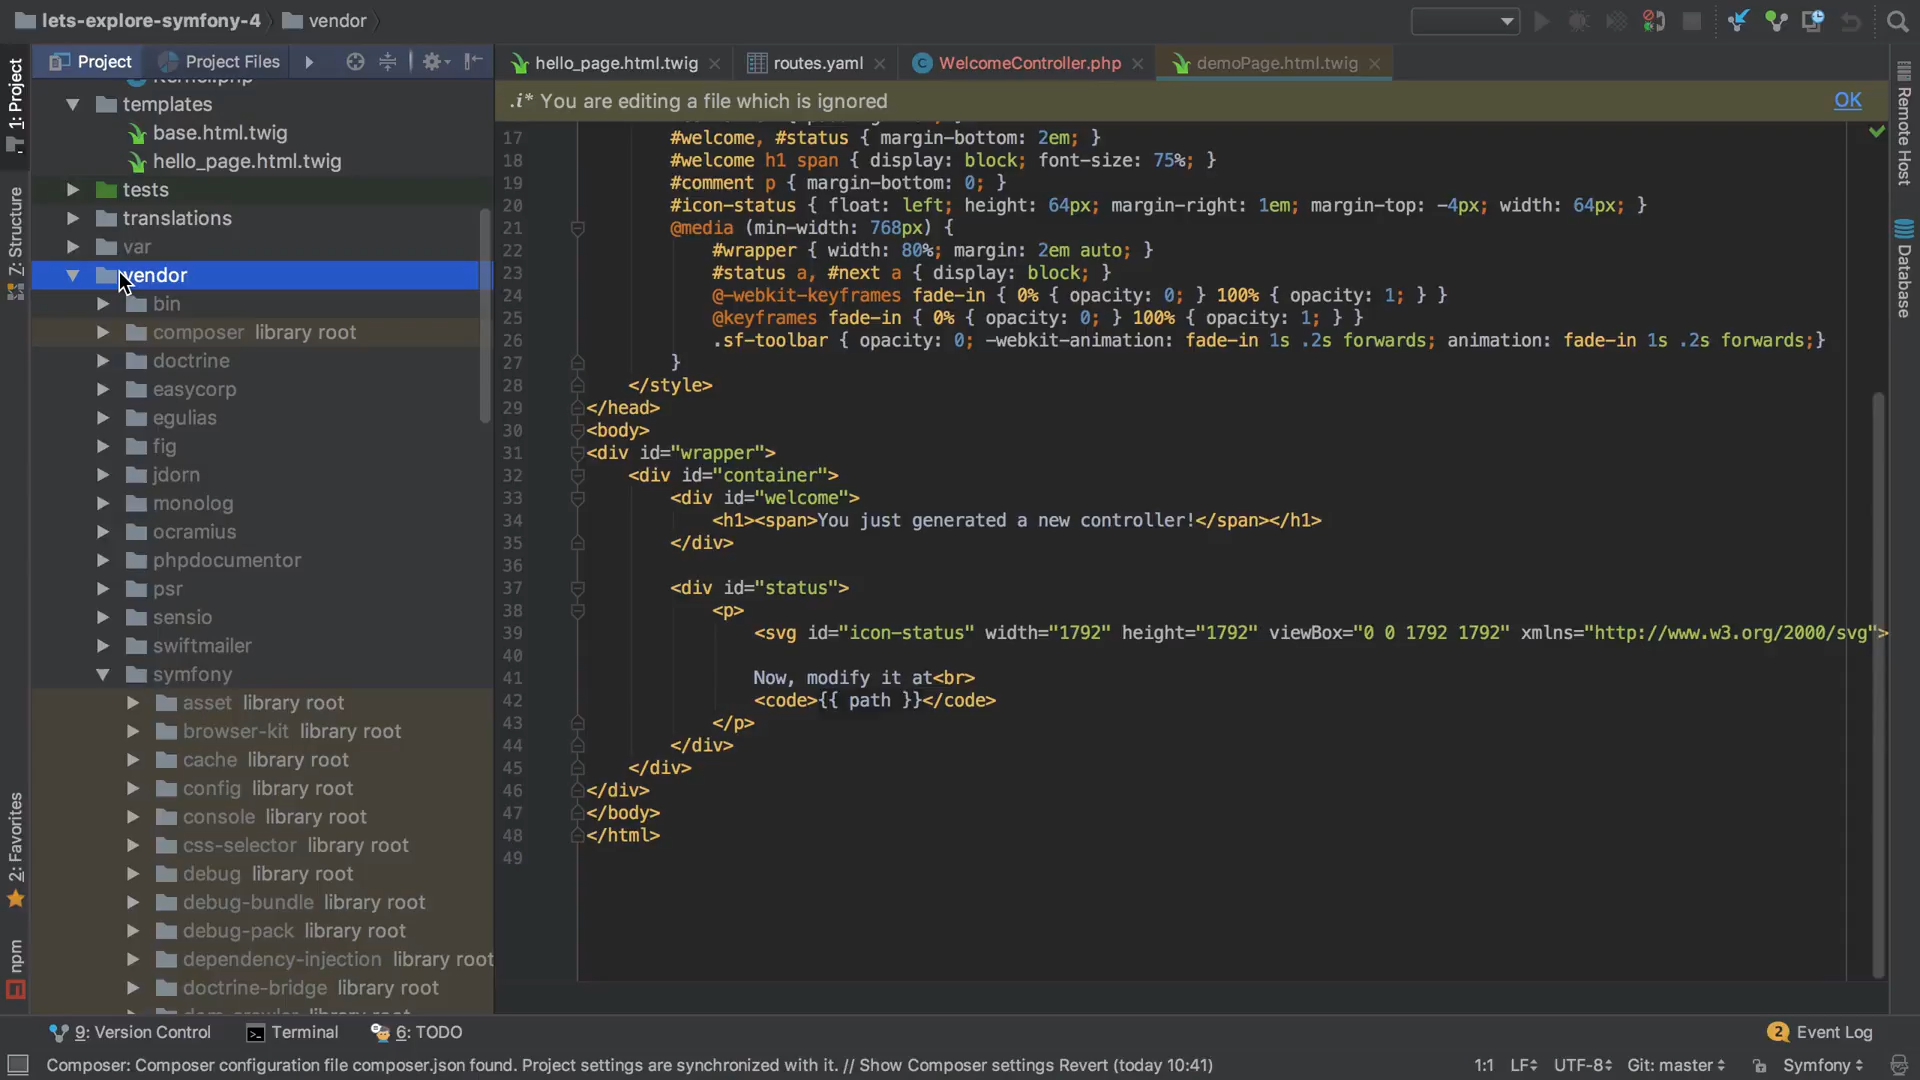 lets-explore-symfony-4 vendor
Project Project Files
hello_page.html.twig routes.yaml WelcomeController.php demoPage.html.twig
Kernel.php
templates
base.html.twig
hello_page.html.twig
tests
translations
var
vendor
bin
composer library root
doctrine
easycorp
egulias
fig
jdorn
monolog
ocramius
phpdocumentor
psr
sensio
swiftmailer
symfony
asset library root
browser-kit library root
cache library root
config library root
console library root
css-selector library root
debug library root
debug-bundle library root
debug-pack library root
dependency-injection library root
doctrine-bridge library root
dom-crawler library root
1: Project
7: Structure
2: Favorites
npm
.i* You are editing a file which is ignored OK
17 #welcome, #status { margin-bottom: 2em; }
18 #welcome h1 span { display: block; font-size: 75%; }
19 #comment p { margin-bottom: 0; }
20 #icon-status { float: left; height: 64px; margin-right: 1em; margin-top: -4px; width: 64px; }
21 @media (min-width: 768px) {
22 #wrapper { width: 80%; margin: 2em auto; }
23 #status a, #next a { display: block; }
24 @-webkit-keyframes fade-in { 0% { opacity: 0; } 100% { opacity: 1; } }
25 @keyframes fade-in { 0% { opacity: 0; } 100% { opacity: 1; } }
26 .sf-toolbar { opacity: 0; -webkit-animation: fade-in 1s .2s forwards; animation: fade-in 1s .2s forwards;}
27 }
28 </style>
29 </head>
30 <body>
31 <div id="wrapper">
32 <div id="container">
33 <div id="welcome">
34 <h1><span>You just generated a new controller!</span></h1>
35 </div>
36
37 <div id="status">
38 <p>
39 <svg id="icon-status" width="1792" height="1792" viewBox="0 0 1792 1792" xmlns="http://www.w3.org/2000/svg">
40
41 Now, modify it at<br>
42 <code>{{ path }}</code>
43 </p>
44 </div>
45 </div>
46 </div>
47 </body>
48 </html>
49
Remote Host
Database
9: Version Control Terminal 6: TODO 2 Event Log
Composer: Composer configuration file composer.json found. Project settings are synchronized with it. // Show Composer settings Revert (today 10:41) 1:1 LF UTF-8 Git: master Symfony